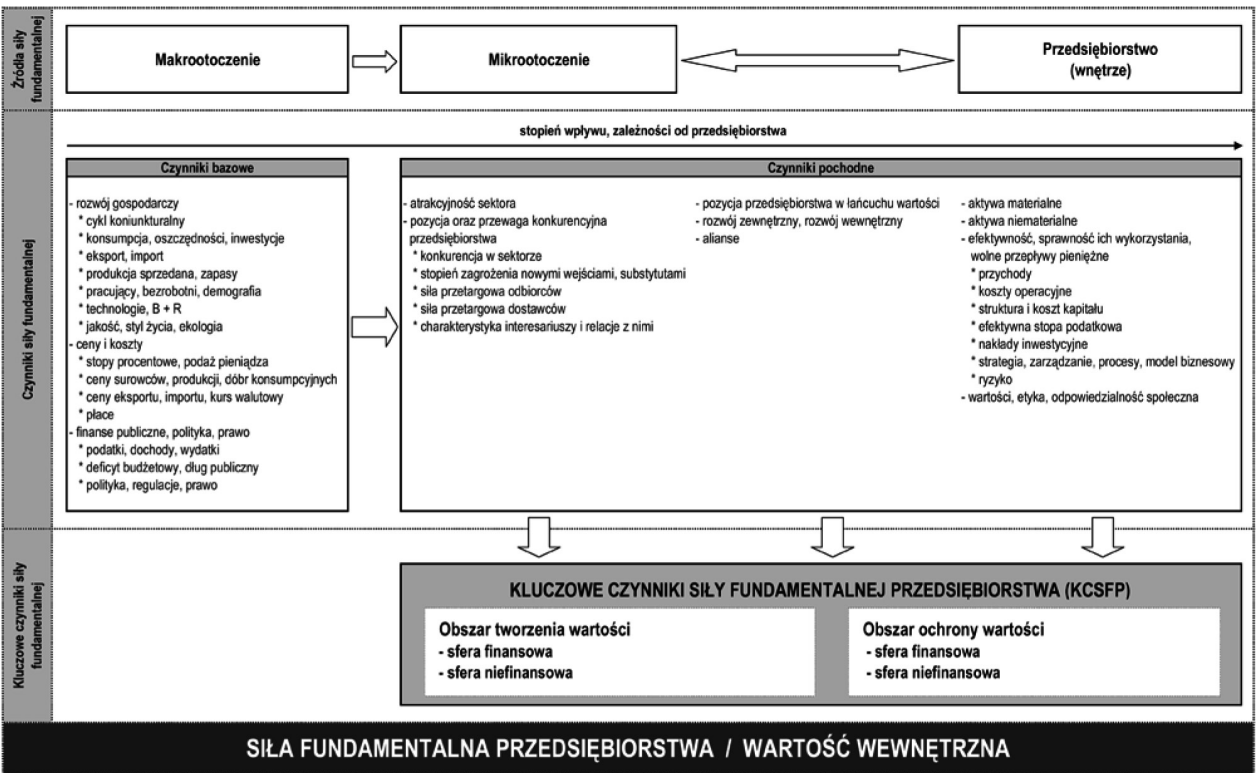 Źródła siły
fundamentalnej
Makrootoczenie
Mikrootoczenie
Przedsiębiorstwo
(wnętrze)
Czynniki siły fundamentalnej
stopień wpływu, zależności od przedsiębiorstwa
Czynniki bazowe
- rozwój gospodarczy
* cykl koniunkturalny
* konsumpcja, oszczędności, inwestycje
* eksport, import
* produkcja sprzedana, zapasy
* pracujący, bezrobotni, demografia
* technologie, B + R
* jakość, styl życia, ekologia
- ceny i koszty
* stopy procentowe, podaż pieniądza
* ceny surowców, produkcji, dóbr konsumpcyjnych
* ceny eksportu, importu, kurs walutowy
* płace
- finanse publiczne, polityka, prawo
* podatki, dochody, wydatki
* deficyt budżetowy, dług publiczny
* polityka, regulacje, prawo
Czynniki pochodne
- atrakcyjność sektora
- pozycja oraz przewaga konkurencyjna
przedsiębiorstwa
* konkurencja w sektorze
* stopień zagrożenia nowymi wejściami, substytutami
* siła przetargowa odbiorców
* siła przetargowa dostawców
* charakterystyka interesariuszy i relacje z nimi
- pozycja przedsiębiorstwa w łańcuchu wartości
- rozwój zewnętrzny, rozwój wewnętrzny
- alianse
- aktywa materialne
- aktywa niematerialne
- efektywność, sprawność ich wykorzystania,
wolne przepływy pieniężne
* przychody
* koszty operacyjne
* struktura i koszt kapitału
* efektywna stopa podatkowa
* nakłady inwestycyjne
* strategia, zarządzanie, procesy, model biznesowy
* ryzyko
- wartości, etyka, odpowiedzialność społeczna
Kluczowe czynniki siły
fundamentalnej
KLUCZOWE CZYNNIKI SIŁY FUNDAMENTALNEJ PRZEDSIĘBIORSTWA (KCSFP)
Obszar tworzenia wartości
- sfera finansowa
- sfera niefinansowa
Obszar ochrony wartości
- sfera finansowa
- sfera niefinansowa
SIŁA FUNDAMENTALNA PRZEDSIĘBIORSTWA / WARTOŚĆ WEWNĘTRZNA